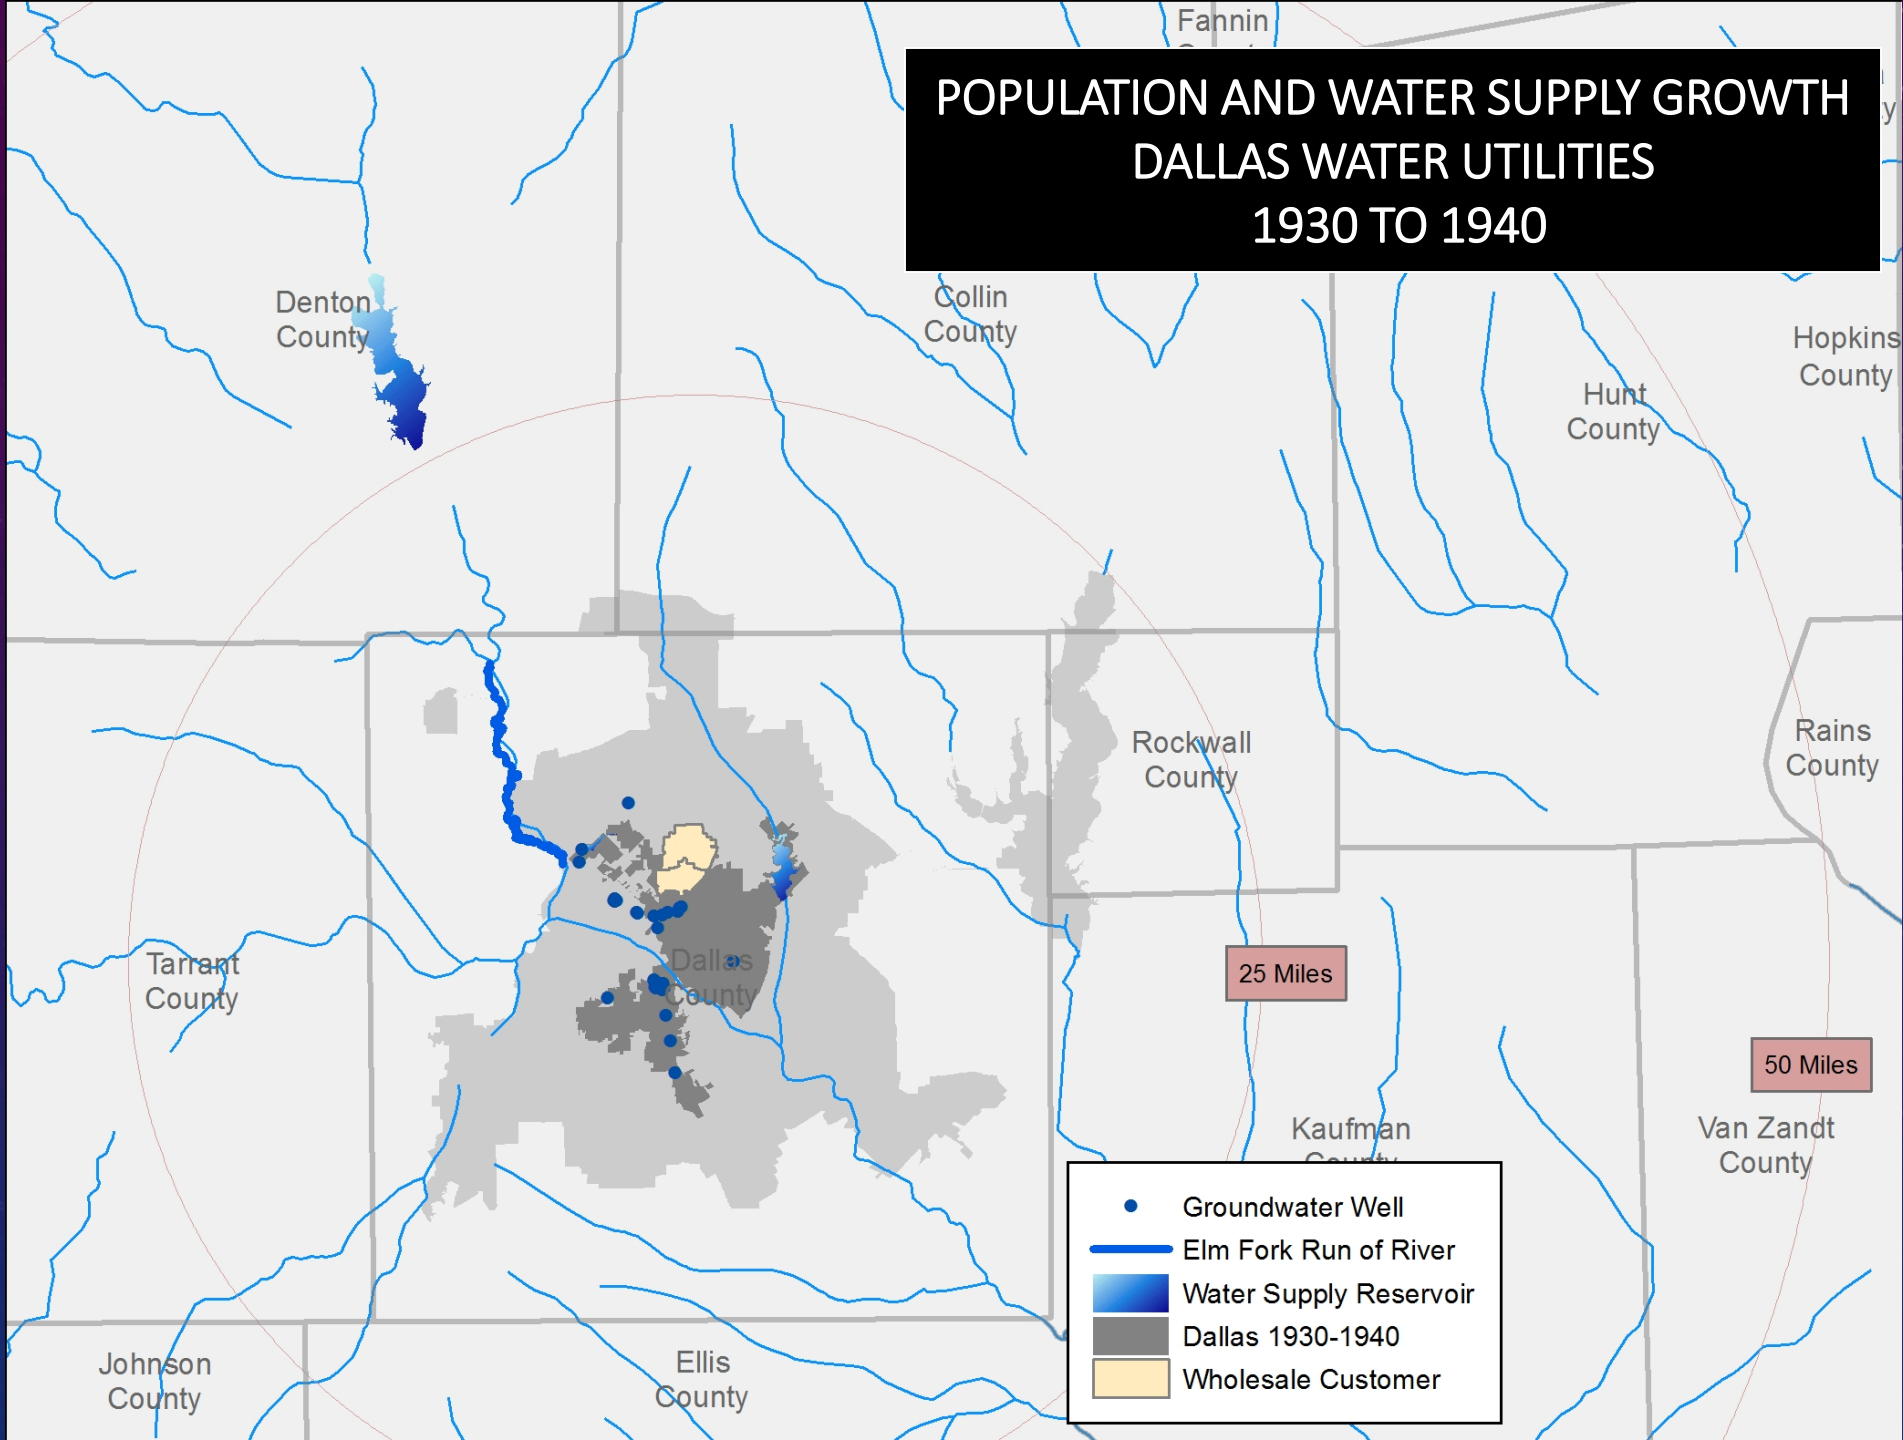 Fannin
POPULATION AND WATER SUPPLY GROWTH
DALLAS WATER UTILITIES
1930 TO 1940
Denton
County
Collin
County
Hopkins
County
Hunt
County
Rockwall
County
Rains
County
Tarrant
County
Dallas
County
25 Miles
50 Miles
Kaufman
County
Van Zandt
County
Groundwater Well
Elm Fork Run of River
Water Supply Reservoir
Dallas 1930-1940
Wholesale Customer
Johnson
County
Ellis
County